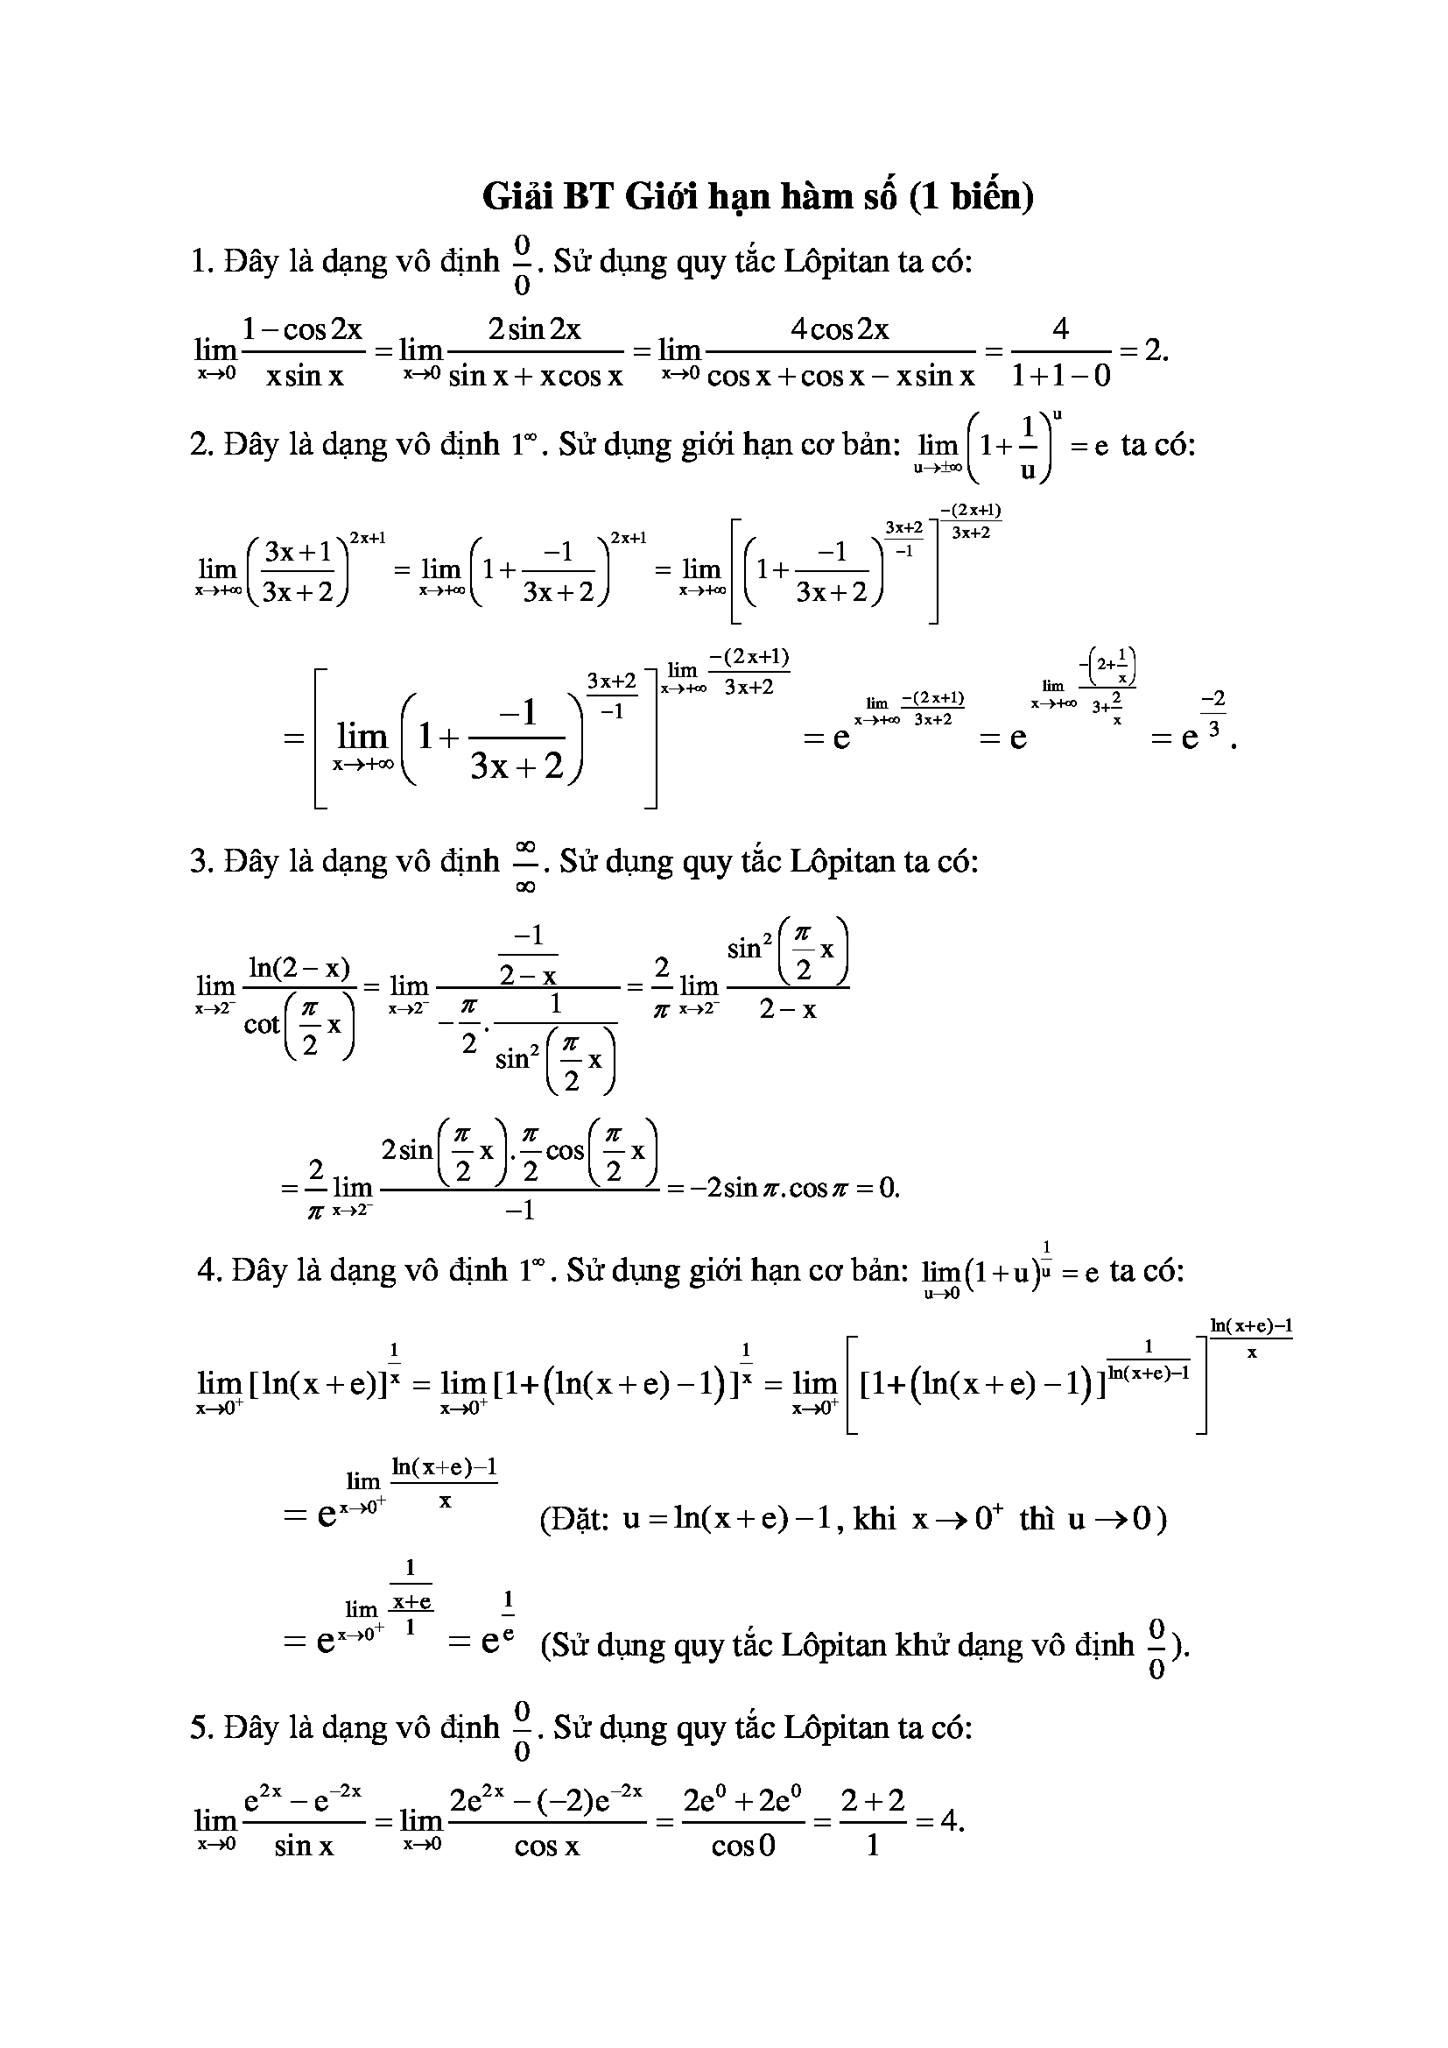 Giải BT Giới hạn hàm số (1 biến)
1. Đây là dạng vô định $\frac{0}{0}$. Sử dụng quy tắc Lôpitan ta có:
$\lim_{x \to 0} \frac{1-\cos 2x}{x \sin x} = \lim_{x \to 0} \frac{2\sin 2x}{\sin x + x\cos x} = \lim_{x \to 0} \frac{4\cos 2x}{\cos x + \cos x - x\sin x} = \frac{4}{1+1-0} = 2.$
2. Đây là dạng vô định $1^{\infty}$. Sử dụng giới hạn cơ bản: $\lim_{u \to \pm\infty} \left(1+\frac{1}{u}\right)^{u} = e$ ta có:
$\lim_{x \to +\infty} \left(\frac{3x+1}{3x+2}\right)^{2x+1} = \lim_{x \to +\infty} \left(1+\frac{-1}{3x+2}\right)^{2x+1} = \lim_{x \to +\infty} \left[\left(1+\frac{-1}{3x+2}\right)^{\frac{3x+2}{-1}}\right]^{\frac{-(2x+1)}{3x+2}}$
$= \left[\lim_{x \to +\infty} \left(1+\frac{-1}{3x+2}\right)^{\frac{3x+2}{-1}}\right]^{\lim_{x \to +\infty} \frac{-(2x+1)}{3x+2}} = e^{\lim_{x \to +\infty} \frac{-(2x+1)}{3x+2}} = e^{\lim_{x \to +\infty} \frac{-\left(2+\frac{1}{x}\right)}{3+\frac{2}{x}}} = e^{\frac{-2}{3}}.$
3. Đây là dạng vô định $\frac{\infty}{\infty}$. Sử dụng quy tắc Lôpitan ta có:
$\lim_{x \to 2^-} \frac{\ln(2-x)}{\cot\left(\frac{\pi}{2}x\right)} = \lim_{x \to 2^-} \frac{\frac{-1}{2-x}}{-\frac{\pi}{2}.\frac{1}{\sin^2\left(\frac{\pi}{2}x\right)}} = \frac{2}{\pi} \lim_{x \to 2^-} \frac{\sin^2\left(\frac{\pi}{2}x\right)}{2-x}$
$= \frac{2}{\pi} \lim_{x \to 2^-} \frac{2\sin\left(\frac{\pi}{2}x\right).\frac{\pi}{2}\cos\left(\frac{\pi}{2}x\right)}{-1} = -2\sin\pi.\cos\pi = 0.$
4. Đây là dạng vô định $1^{\infty}$. Sử dụng giới hạn cơ bản: $\lim_{u \to 0} (1+u)^{\frac{1}{u}} = e$ ta có:
$\lim_{x \to 0^+} [\ln(x+e)]^{\frac{1}{x}} = \lim_{x \to 0^+} [1+(\ln(x+e)-1)]^{\frac{1}{x}} = \lim_{x \to 0^+} \left[[1+(\ln(x+e)-1)]^{\frac{1}{\ln(x+e)-1}}\right]^{\frac{\ln(x+e)-1}{x}}$
$= e^{\lim_{x \to 0^+} \frac{\ln(x+e)-1}{x}}$ (Đặt: $u = \ln(x+e)-1$, khi $x \to 0^+$ thì $u \to 0$)
$= e^{\lim_{x \to 0^+} \frac{\frac{1}{x+e}}{1}} = e^{\frac{1}{e}}$ (Sử dụng quy tắc Lôpitan khử dạng vô định $\frac{0}{0}$).
5. Đây là dạng vô định $\frac{0}{0}$. Sử dụng quy tắc Lôpitan ta có:
$\lim_{x \to 0} \frac{e^{2x}-e^{-2x}}{\sin x} = \lim_{x \to 0} \frac{2e^{2x}-(-2)e^{-2x}}{\cos x} = \frac{2e^0+2e^0}{\cos 0} = \frac{2+2}{1} = 4.$